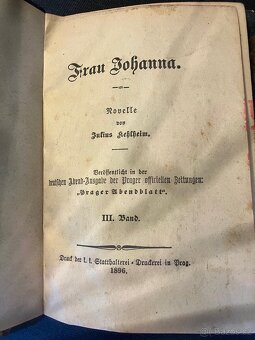 Frau Johanna.
Novelle
von
Julius Kehlheim.
Veröffentlicht in der
deutschen Abend-Ausgabe der Prager officiellen Zeitungen:
„Prager Abendblatt“.
III. Band.
Druck der k. k. Statthalterei-Druckerei in Prag.
1896.